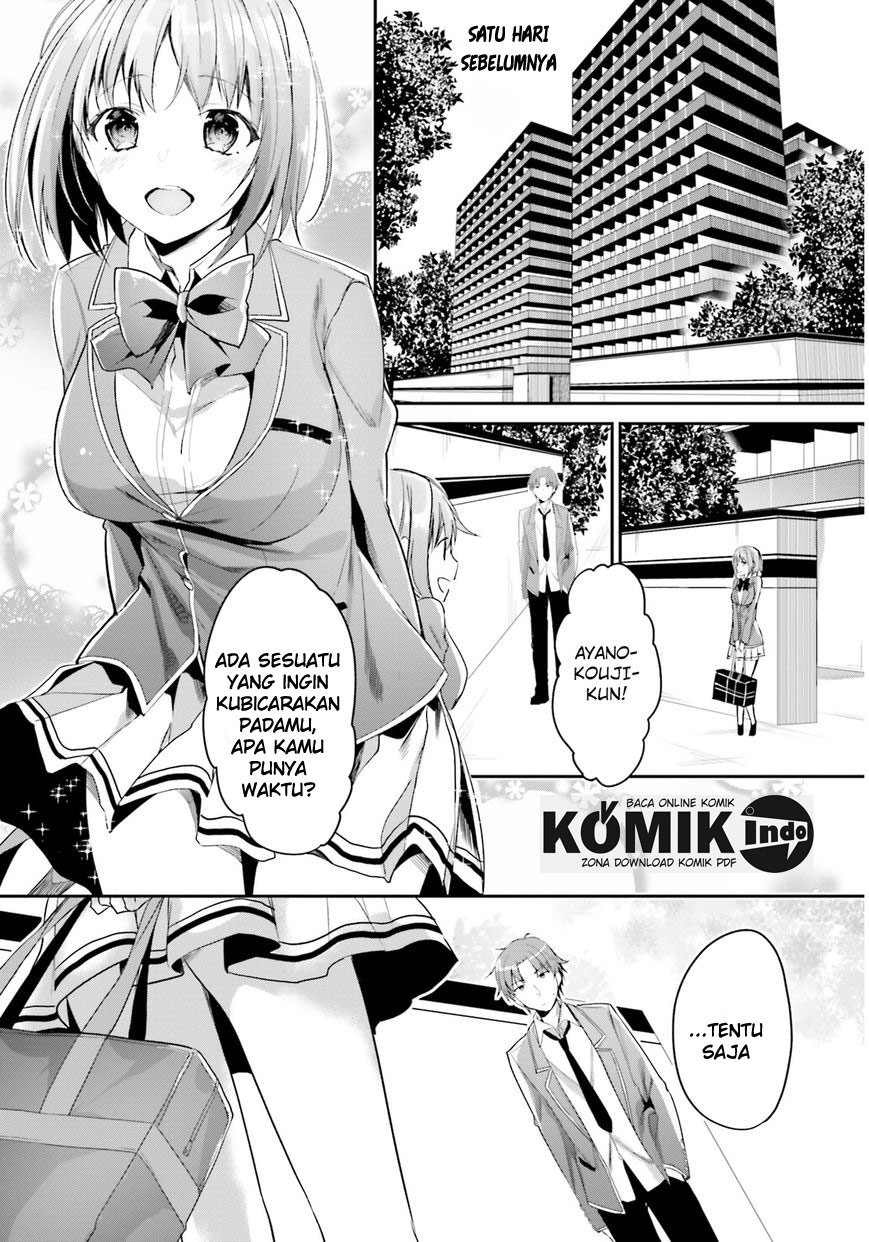 SATU HARI
SEBELUMNYA
AYANO-
KOUJI-
KUN!
ADA SESUATU
YANG INGIN
KUBICARAKAN
PADAMU,
APA KAMU
PUNYA
WAKTU?
BACA ONLINE KOMIK
KOMIK indo
ZONA DOWNLOAD KOMIK PDF
...TENTU
SAJA